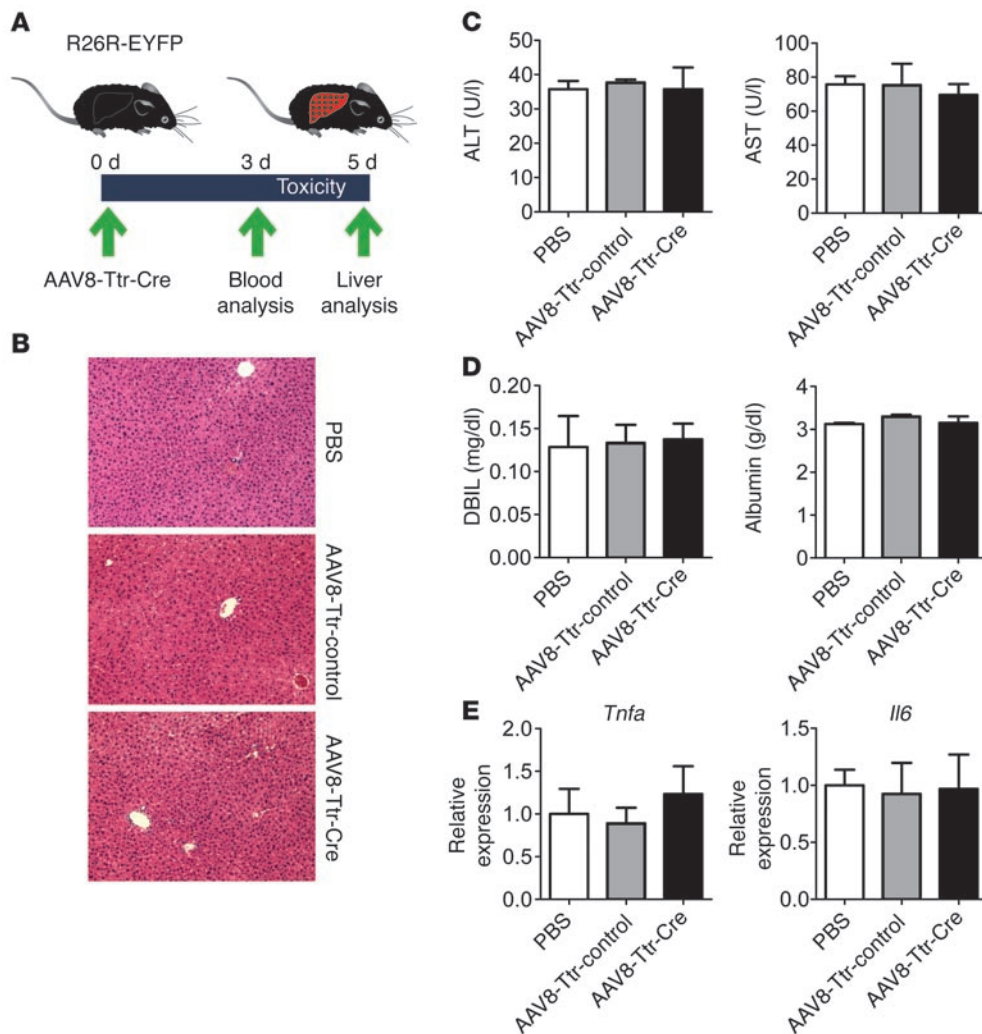 A
R26R-EYFP
0 d
3 d
5 d
Toxicity
AAV8-Ttr-Cre
Blood
analysis
Liver
analysis
B
PBS
AAV8-Ttr-control
AAV8-Ttr-Cre
C
ALT (U/l)
50
40
30
20
10
0
PBS
AAV8-Ttr-control
AAV8-Ttr-Cre
AST (U/l)
100
80
60
40
20
0
PBS
AAV8-Ttr-control
AAV8-Ttr-Cre
D
DBIL (mg/dl)
0.20
0.15
0.10
0.05
0.00
PBS
AAV8-Ttr-control
AAV8-Ttr-Cre
Albumin (g/dl)
4
3
2
1
0
PBS
AAV8-Ttr-control
AAV8-Ttr-Cre
E
Tnfa
Relative
expression
2.0
1.5
1.0
0.5
0.0
PBS
AAV8-Ttr-control
AAV8-Ttr-Cre
Il6
Relative
expression
1.5
1.0
0.5
0.0
PBS
AAV8-Ttr-control
AAV8-Ttr-Cre